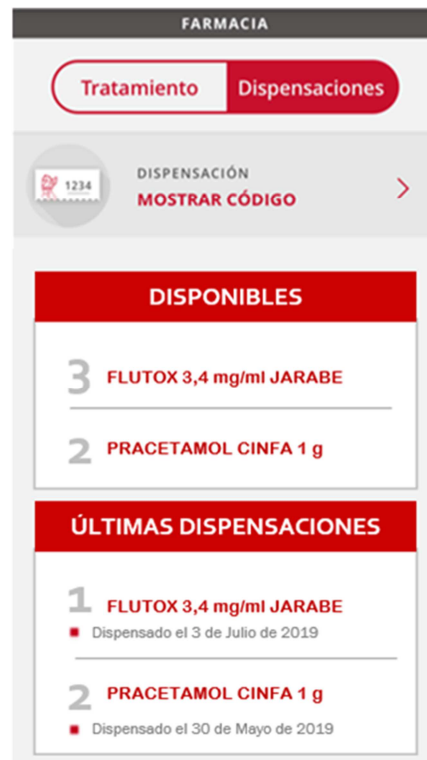 FARMACIA
Tratamiento Dispensaciones
1234
DISPENSACIÓN
MOSTRAR CÓDIGO
DISPONIBLES
3 FLUTOX 3,4 mg/ml JARABE
2 PRACETAMOL CINFA 1 g
ÚLTIMAS DISPENSACIONES
1 FLUTOX 3,4 mg/ml JARABE
Dispensado el 3 de Julio de 2019
2 PRACETAMOL CINFA 1 g
Dispensado el 30 de Mayo de 2019